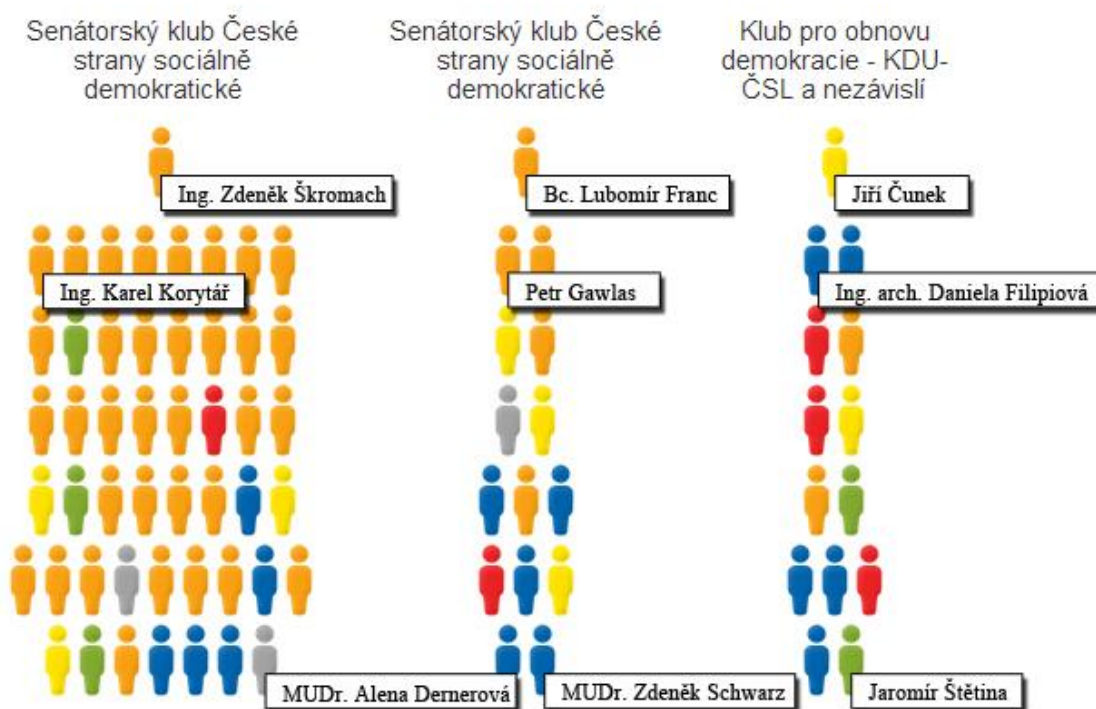 Senátorský klub České
strany sociálně
demokratické
Senátorský klub České
strany sociálně
demokratické
Klub pro obnovu
demokracie - KDU-
ČSL a nezávislí
Ing. Zdeněk Škromach
Bc. Lubomír Franc
Jiří Čunek
Ing. Karel Korytář
Petr Gawlas
Ing. arch. Daniela Filipiová
MUDr. Alena Dernerová
MUDr. Zdeněk Schwarz
Jaromír Štětina